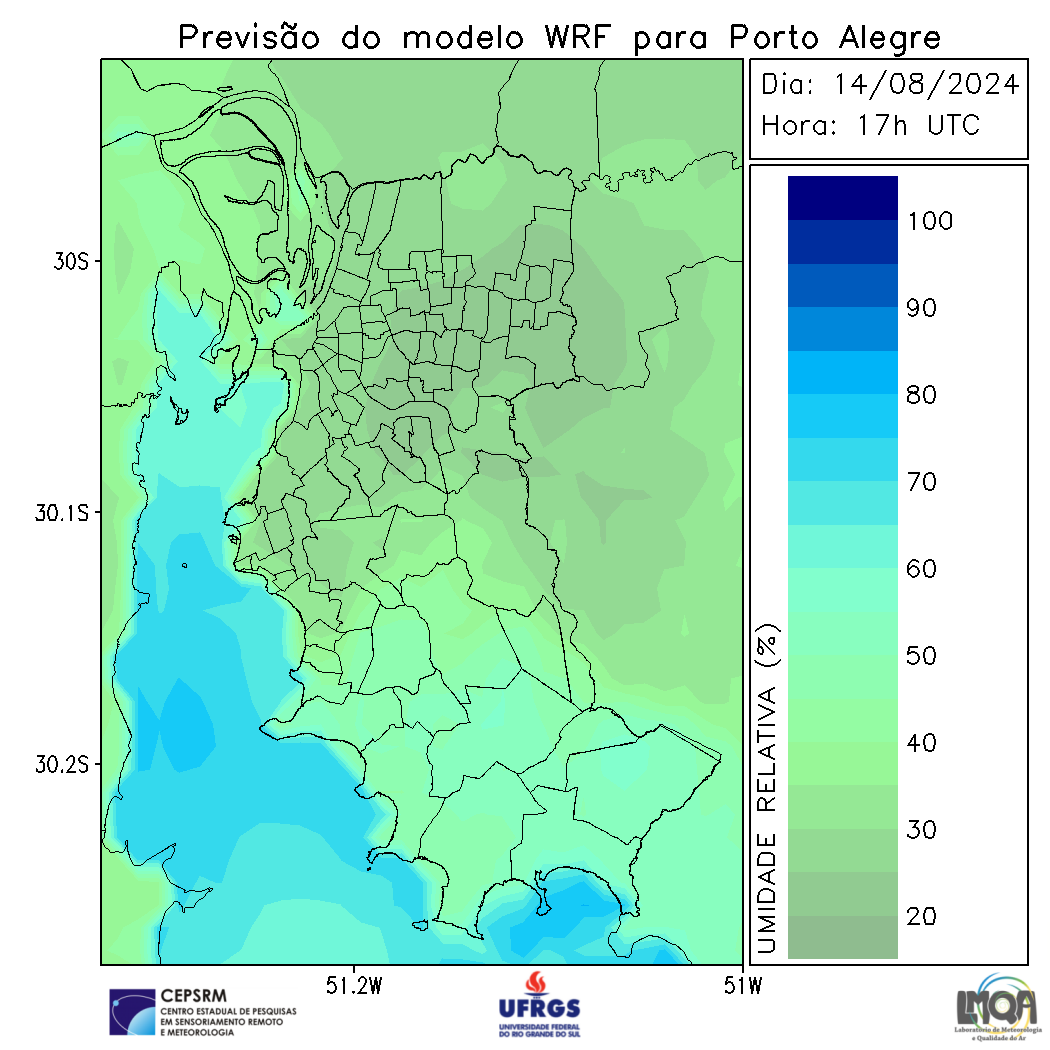 Previsão do modelo WRF para Porto Alegre
Dia: 14/08/2024
Hora: 17h UTC
100
90
80
70
60
50
40
30
20
UMIDADE RELATIVA (%)
30S
30.1S
30.2S
51.2W
51W
CEPSRM
CENTRO ESTADUAL DE PESQUISAS
EM SENSORIAMENTO REMOTO
E METEOROLOGIA
UFRGS
UNIVERSIDADE FEDERAL
DO RIO GRANDE DO SUL
LMQA
Laboratório de Meteorologia
e Qualidade do Ar